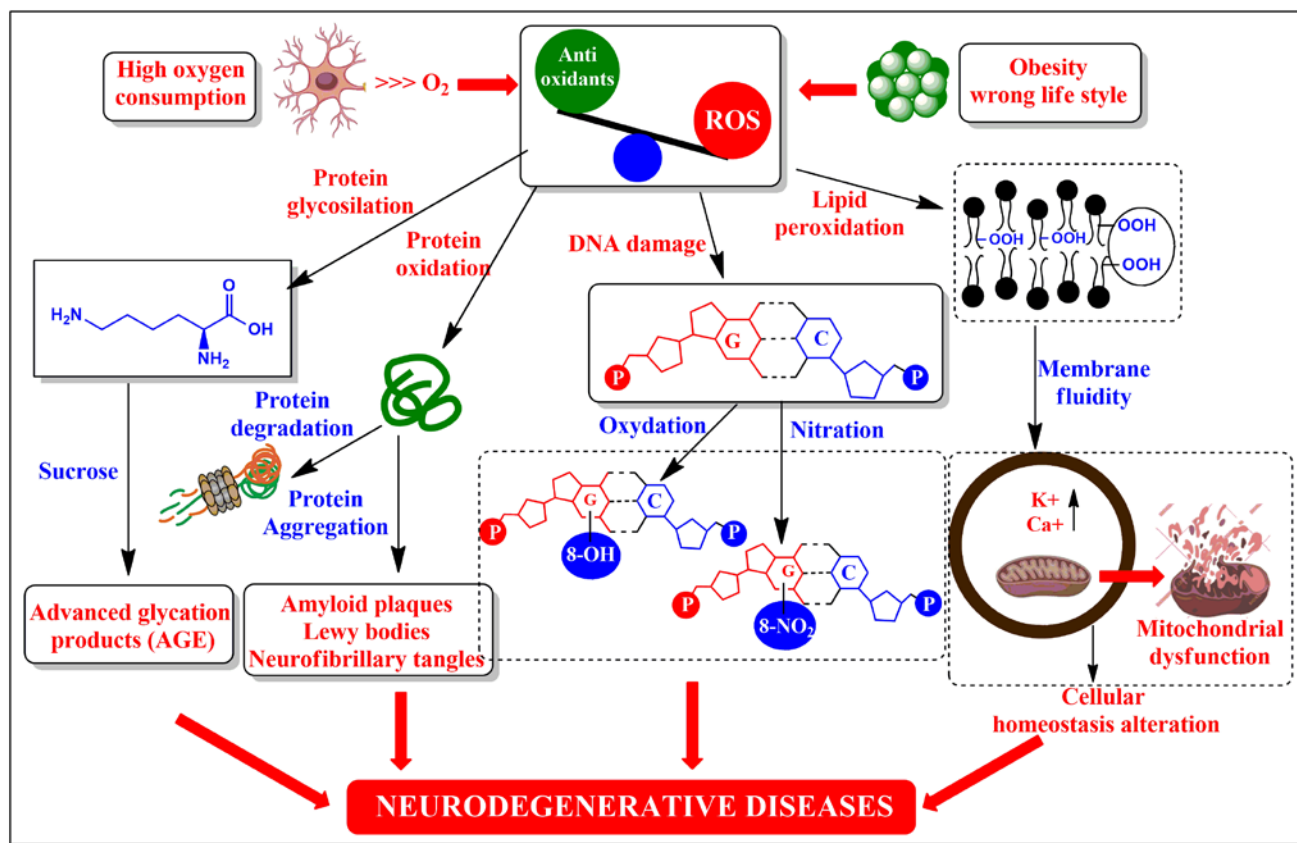 High oxygen
consumption
>>> O₂
Anti
oxidants
ROS
Obesity
wrong life style
Protein
glycosilation
Protein
oxidation
DNA damage
Lipid
peroxidation
H₂N
O
OH
NH₂
G
C
P
P
OOH
OOH
OOH
OOH
Sucrose
Protein
degradation
Protein
Aggregation
Oxydation
Nitration
Membrane
fluidity
P
G
C
P
8-OH
P
G
C
P
8-NO₂
K+
Ca+
Mitochondrial
dysfunction
Advanced glycation
products (AGE)
Amyloid plaques
Lewy bodies
Neurofibrillary tangles
Cellular
homeostasis alteration
NEURODEGENERATIVE DISEASES